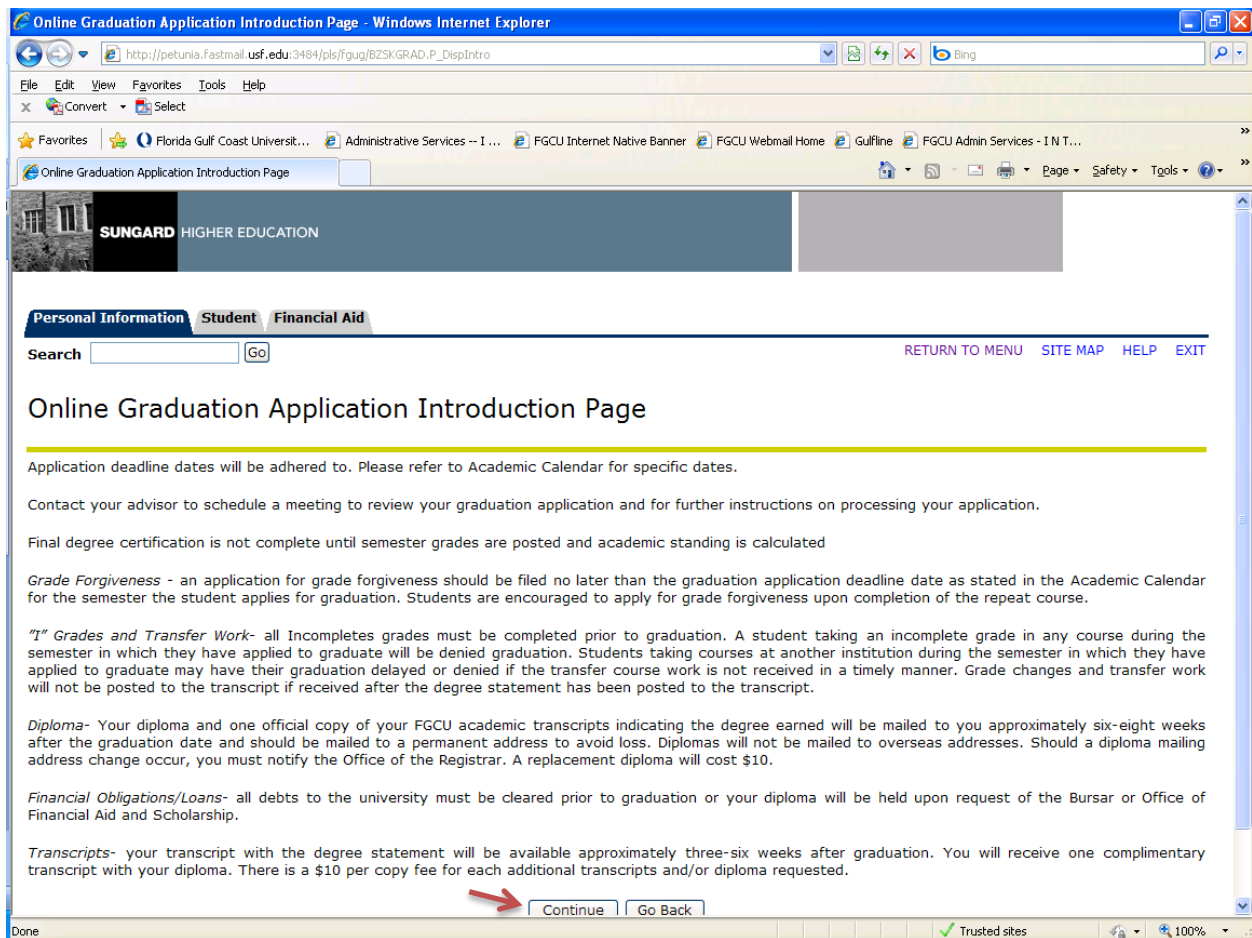 Online Graduation Application Introduction Page - Windows Internet Explorer
http://petunia.fastmail.usf.edu:3484/pls/fgug/BZSKGRAD.P_DispIntro
Bing
File Edit View Favorites Tools Help
x Convert Select
Favorites Florida Gulf Coast Universit... Administrative Services -- I ... FGCU Internet Native Banner FGCU Webmail Home Gulfline FGCU Admin Services - I N T... »
Online Graduation Application Introduction Page Page Safety Tools »
SUNGARD HIGHER EDUCATION
Personal Information Student Financial Aid
Search Go RETURN TO MENU SITE MAP HELP EXIT
Online Graduation Application Introduction Page
Application deadline dates will be adhered to. Please refer to Academic Calendar for specific dates.
Contact your advisor to schedule a meeting to review your graduation application and for further instructions on processing your application.
Final degree certification is not complete until semester grades are posted and academic standing is calculated
Grade Forgiveness - an application for grade forgiveness should be filed no later than the graduation application deadline date as stated in the Academic Calendar
for the semester the student applies for graduation. Students are encouraged to apply for grade forgiveness upon completion of the repeat course.
"I" Grades and Transfer Work- all Incompletes grades must be completed prior to graduation. A student taking an incomplete grade in any course during the
semester in which they have applied to graduate will be denied graduation. Students taking courses at another institution during the semester in which they have
applied to graduate may have their graduation delayed or denied if the transfer course work is not received in a timely manner. Grade changes and transfer work
will not be posted to the transcript if received after the degree statement has been posted to the transcript.
Diploma- Your diploma and one official copy of your FGCU academic transcripts indicating the degree earned will be mailed to you approximately six-eight weeks
after the graduation date and should be mailed to a permanent address to avoid loss. Diplomas will not be mailed to overseas addresses. Should a diploma mailing
address change occur, you must notify the Office of the Registrar. A replacement diploma will cost $10.
Financial Obligations/Loans- all debts to the university must be cleared prior to graduation or your diploma will be held upon request of the Bursar or Office of
Financial Aid and Scholarship.
Transcripts- your transcript with the degree statement will be available approximately three-six weeks after graduation. You will receive one complimentary
transcript with your diploma. There is a $10 per copy fee for each additional transcripts and/or diploma requested.
Continue Go Back
Done Trusted sites 100%